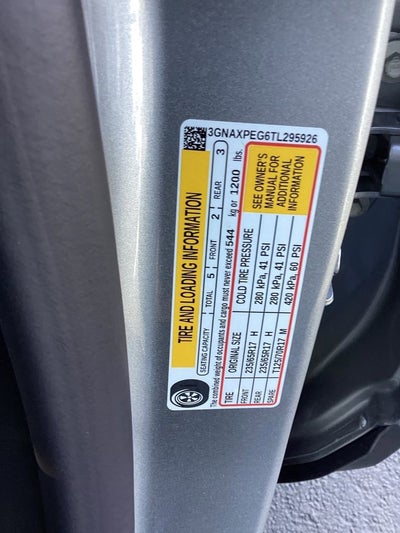 3GNAXPEG6TL295926
TIRE AND LOADING INFORMATION
SEATING CAPACITY TOTAL 5 FRONT 2 REAR 3
The combined weight of occupants and cargo must never exceed 544 kg or 1200 lbs.
TIRE ORIGINAL SIZE COLD TIRE PRESSURE
FRONT 235/65R17 H 280 kPa, 41 PSI
REAR 235/65R17 H 280 kPa, 41 PSI
SPARE T125/70R17 M 420 kPa, 60 PSI
SEE OWNER'S
MANUAL FOR
ADDITIONAL
INFORMATION